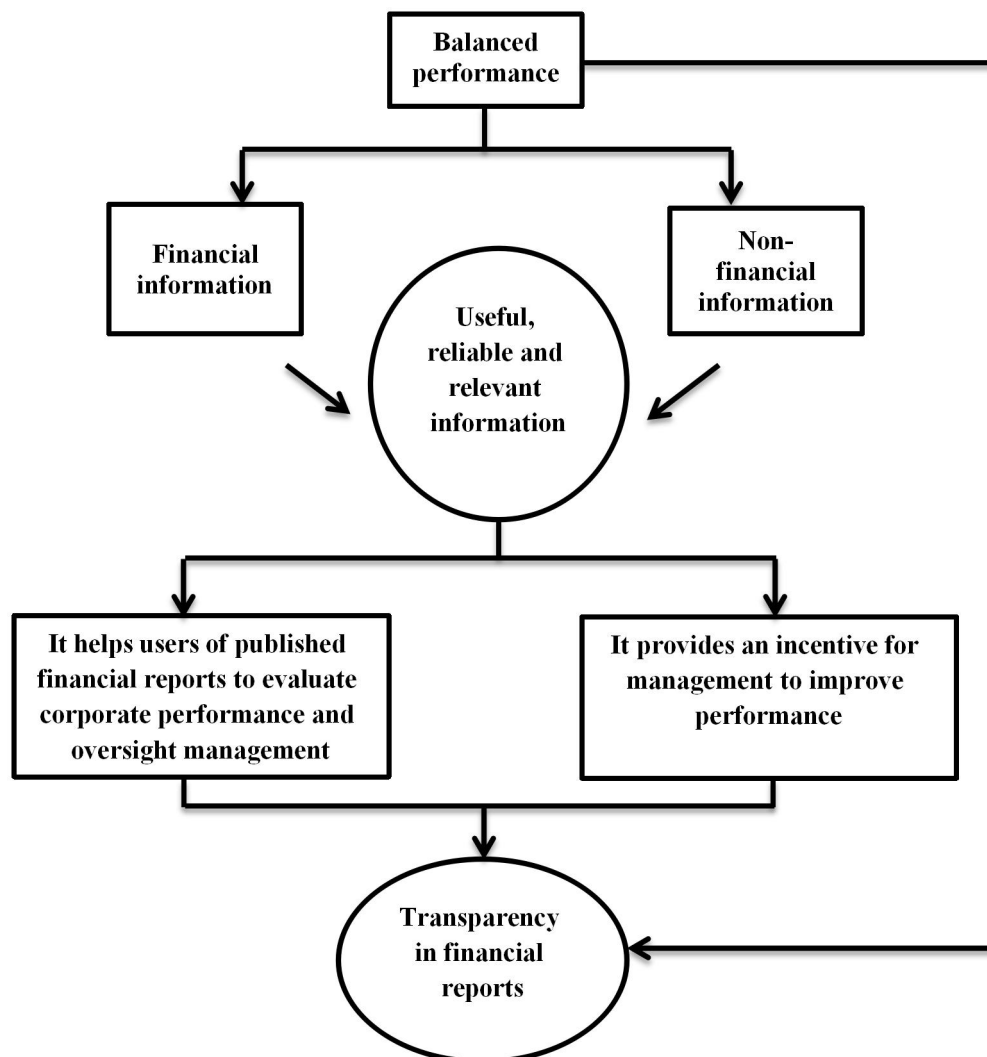 Balanced
performance
Financial
information
Non-
financial
information
Useful,
reliable and
relevant
information
It helps users of published
financial reports to evaluate
corporate performance and
oversight management
It provides an incentive for
management to improve
performance
Transparency
in financial
reports